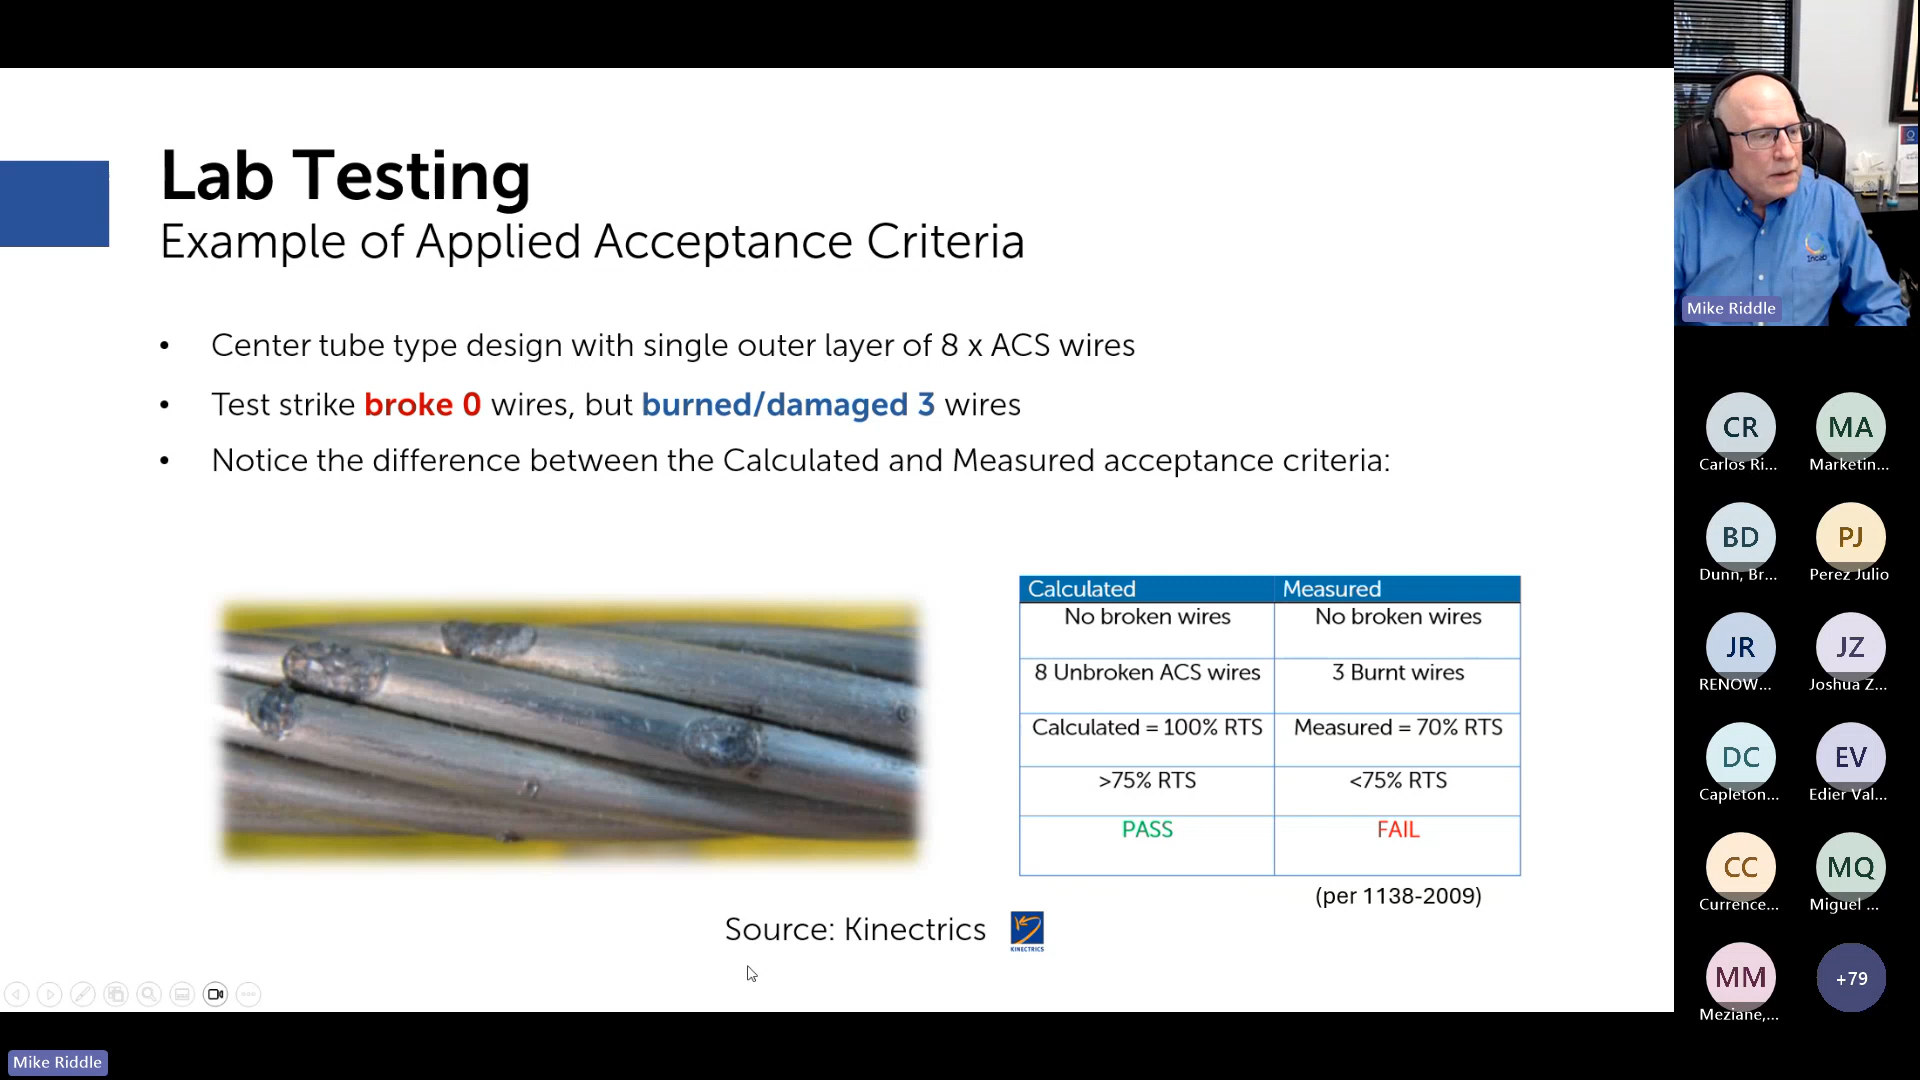 Lab Testing
Example of Applied Acceptance Criteria
• Center tube type design with single outer layer of 8 x ACS wires
• Test strike broke 0 wires, but burned/damaged 3 wires
• Notice the difference between the Calculated and Measured acceptance criteria:
Calculated Measured
No broken wires No broken wires
8 Unbroken ACS wires 3 Burnt wires
Calculated = 100% RTS Measured = 70% RTS
>75% RTS <75% RTS
PASS FAIL
(per 1138-2009)
Source: Kinectrics
KINECTRICS
Mike Riddle
Incab
Mike Riddle
CR MA
Carlos Ri... Marketin...
BD PJ
Dunn, Br... Perez Julio
JR JZ
RENOW... Joshua Z...
DC EV
Capleton... Edier Val...
CC MQ
Currence... Miguel ...
MM +79
Meziane,...